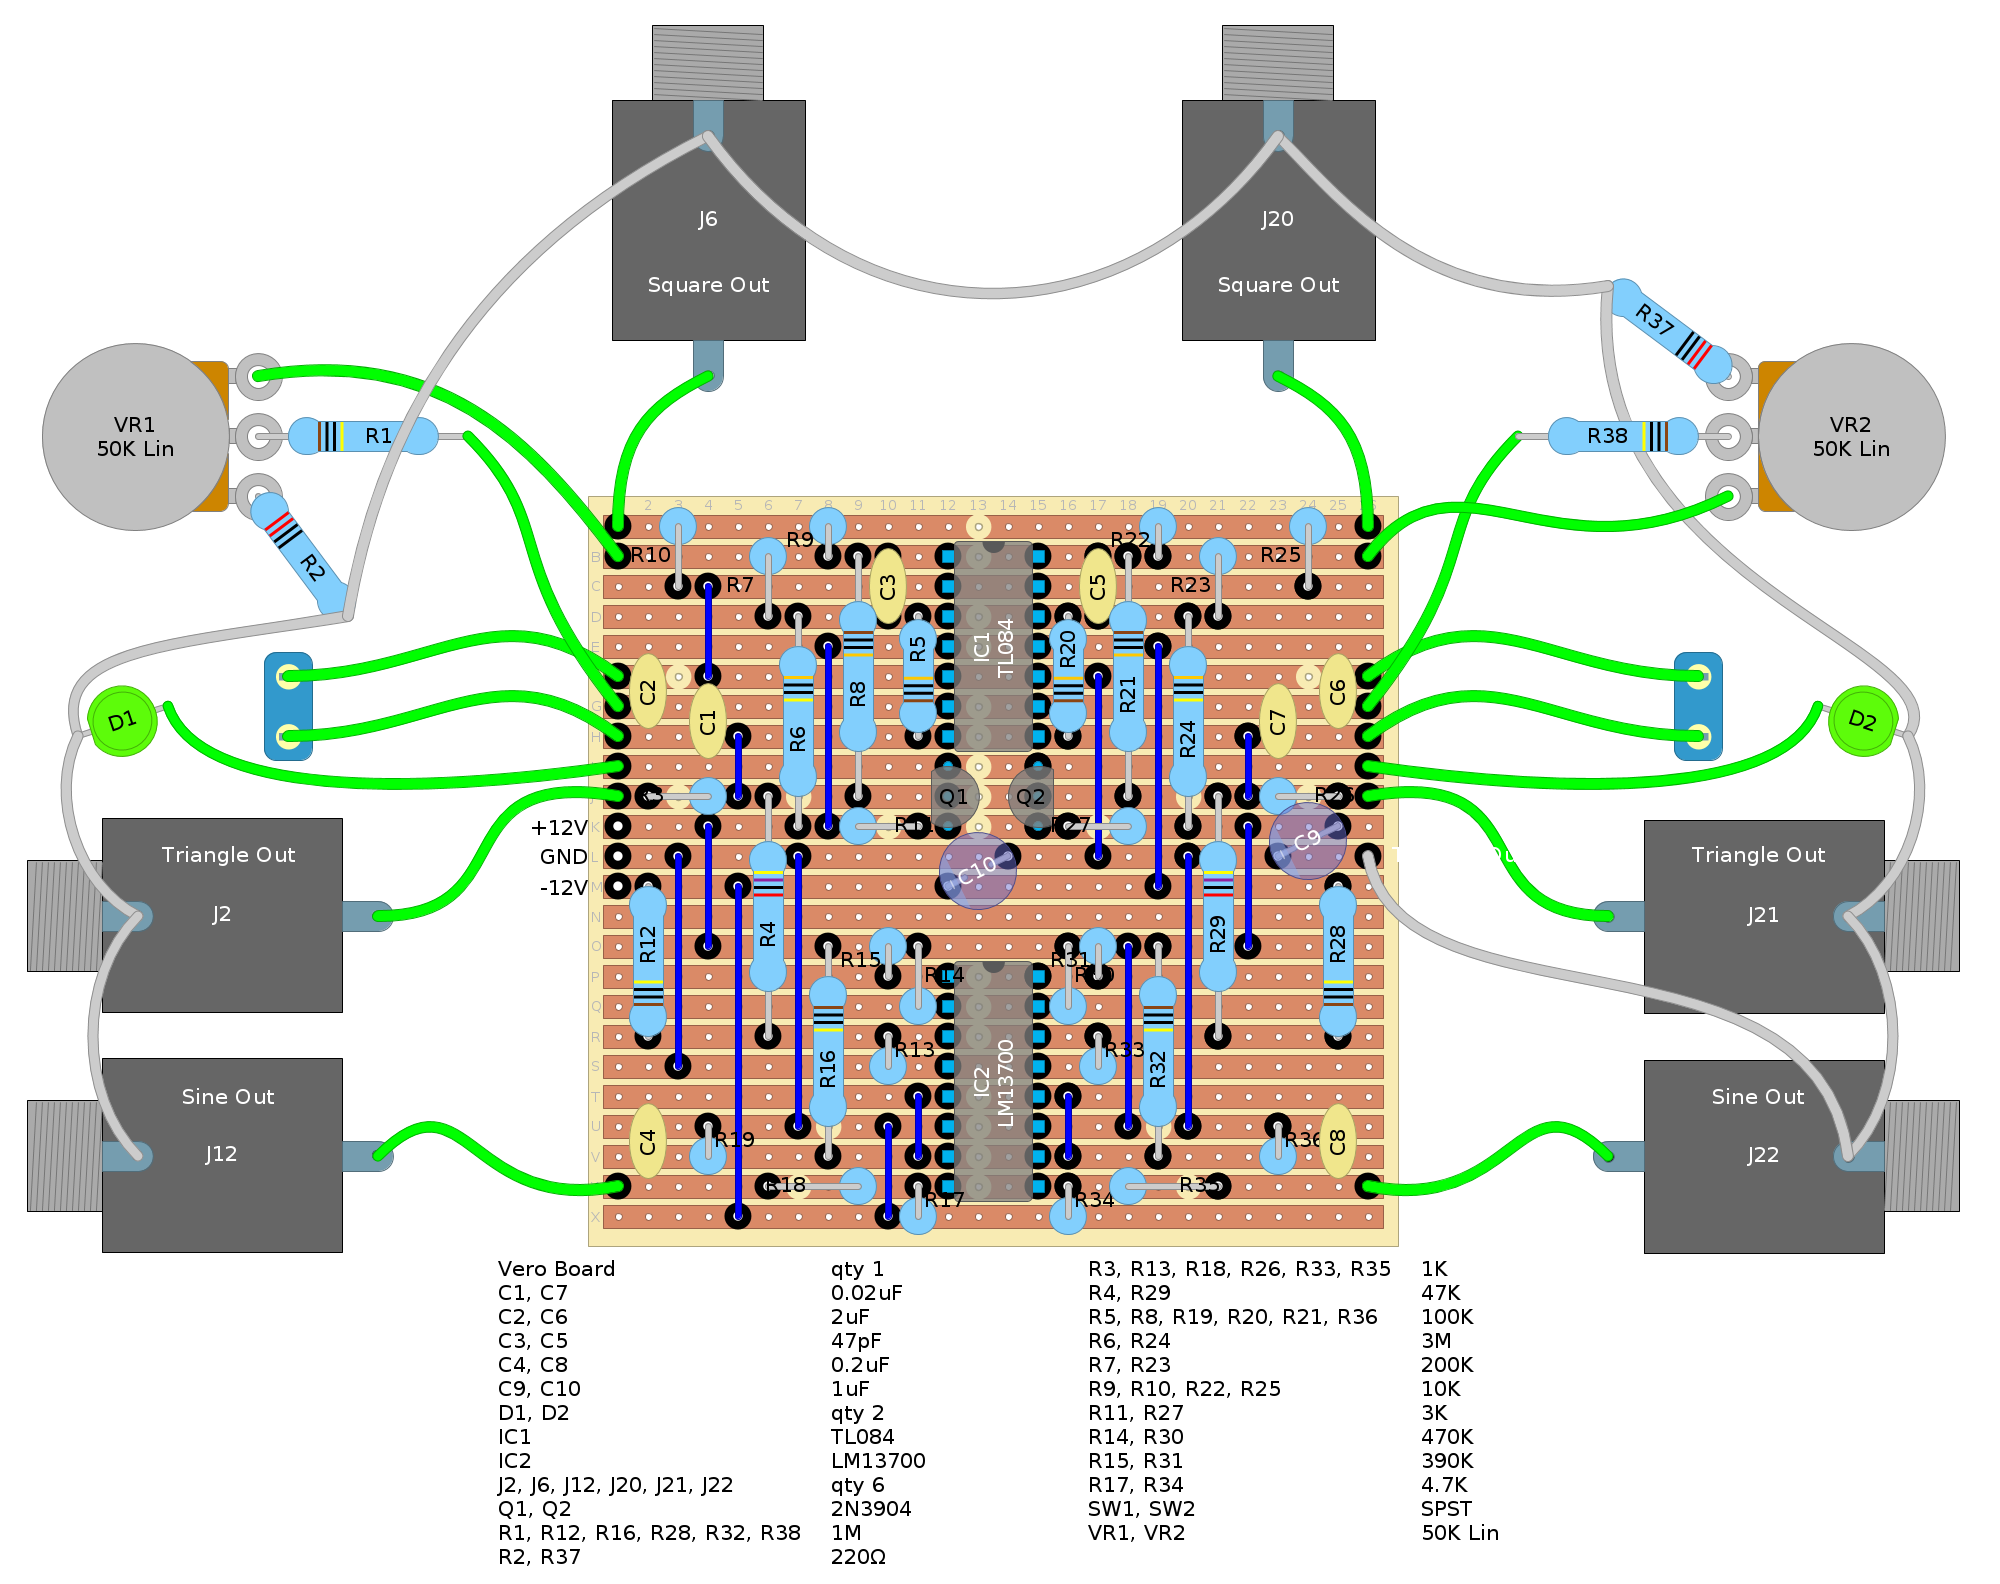 J6
Square Out
J20
Square Out
VR1
50K Lin
R1
R2
R37
R38
VR2
50K Lin
2 3 4 5 6 7 8 9 10 11 12 13 14 15 16 17 18 19 20 21 22 23 24 25
B
C
D
E
G
H
K
L
M
N
O
P
Q
R
S
T
U
V
X
R9
R22
R10
R25
R7
R23
C3
C5
R5
IC1
TL084
R20
C2
C1
R6
R8
R21
R24
C7
C6
D1
D2
Q1
Q2
R11
R27
+12V
GND
-12V
C10
C9
Triangle Out
J2
Triangle Out
J21
R12
R4
R29
R28
R15
R14
R31
R13
R33
R16
IC2
LM13700
R32
Sine Out
J12
Sine Out
J22
C4
R19
R36
C8
R18
R17
R34
R35
Vero Board qty 1
C1, C7 0.02uF
C2, C6 2uF
C3, C5 47pF
C4, C8 0.2uF
C9, C10 1uF
D1, D2 qty 2
IC1 TL084
IC2 LM13700
J2, J6, J12, J20, J21, J22 qty 6
Q1, Q2 2N3904
R1, R12, R16, R28, R32, R38 1M
R2, R37 220Ω
R3, R13, R18, R26, R33, R35 1K
R4, R29 47K
R5, R8, R19, R20, R21, R36 100K
R6, R24 3M
R7, R23 200K
R9, R10, R22, R25 10K
R11, R27 3K
R14, R30 470K
R15, R31 390K
R17, R34 4.7K
SW1, SW2 SPST
VR1, VR2 50K Lin